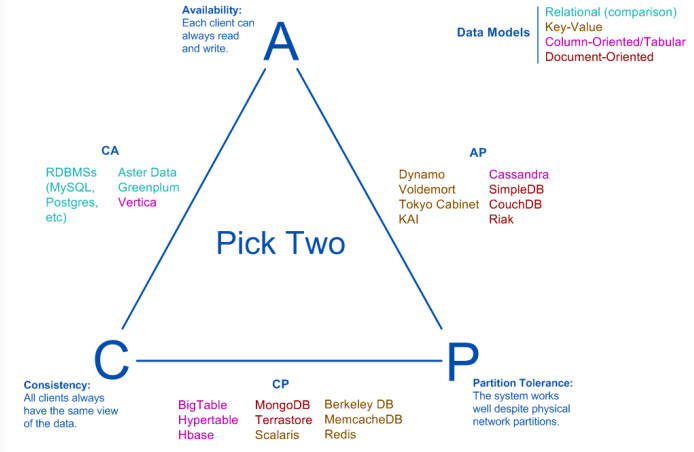 Availability:
Each client can
always read
and write.
A
Data Models
Relational (comparison)
Key-Value
Column-Oriented/Tabular
Document-Oriented
CA
RDBMSs
(MySQL,
Postgres,
etc)
Aster Data
Greenplum
Vertica
AP
Dynamo
Voldemort
Tokyo Cabinet
KAI
Cassandra
SimpleDB
CouchDB
Riak
Pick Two
C
Consistency:
All clients always
have the same view
of the data.
CP
BigTable
Hypertable
Hbase
MongoDB
Terrastore
Scalaris
Berkeley DB
MemcacheDB
Redis
P
Partition Tolerance:
The system works
well despite physical
network partitions.